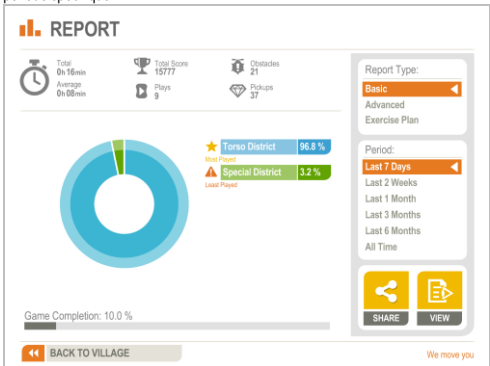 REPORT
Total
0h 16min
Average
0h 08min
Total Score
15777
Plays
9
Obstacles
21
Pickups
37
Torso District 96.8 %
Most Played
Special District 3.2 %
Least Played
Game Completion: 10.0 %
BACK TO VILLAGE
Report Type:
Basic
Advanced
Exercise Plan
Period:
Last 7 Days
Last 2 Weeks
Last 1 Month
Last 3 Months
Last 6 Months
All Time
SHARE VIEW
We move you